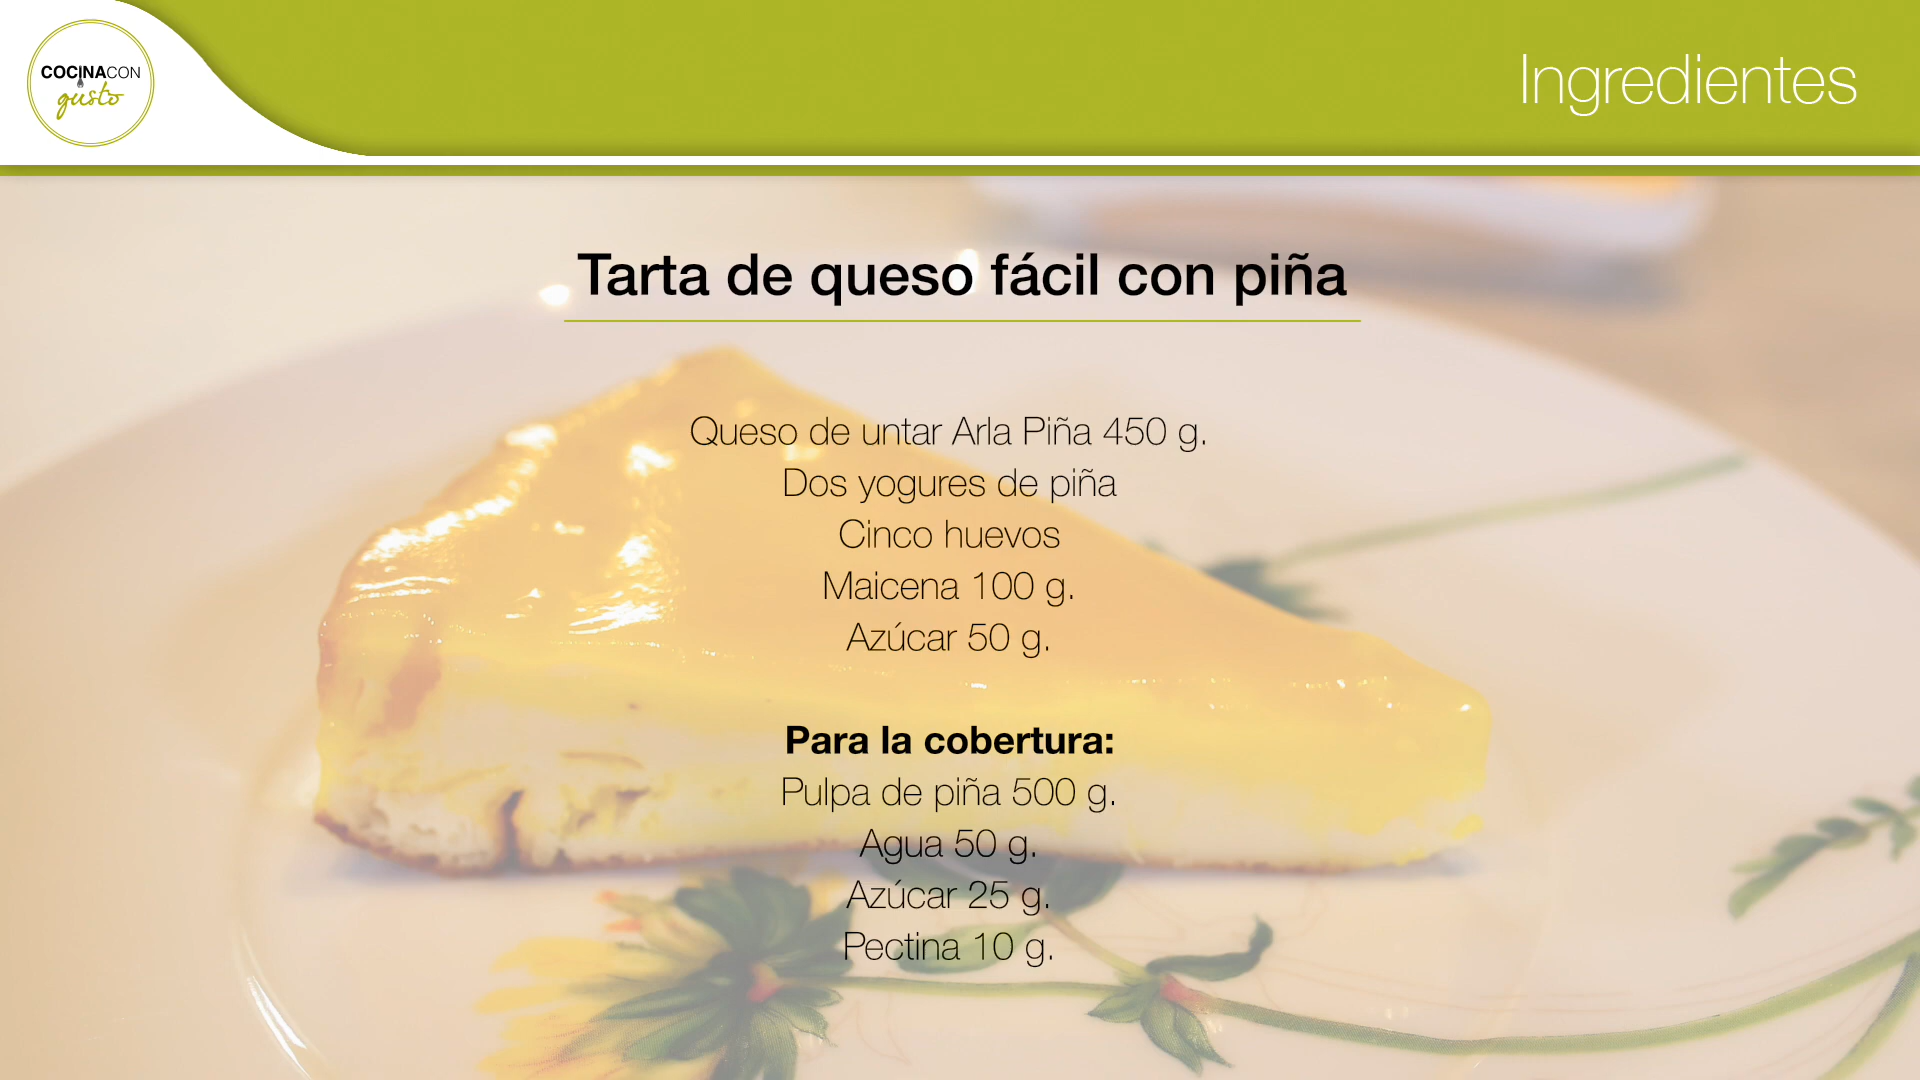 COCINACON
gusto
Ingredientes
Tarta de queso fácil con piña
Queso de untar Arla Piña 450 g.
Dos yogures de piña
Cinco huevos
Maicena 100 g.
Azúcar 50 g.
Para la cobertura:
Pulpa de piña 500 g.
Agua 50 g.
Azúcar 25 g.
Pectina 10 g.